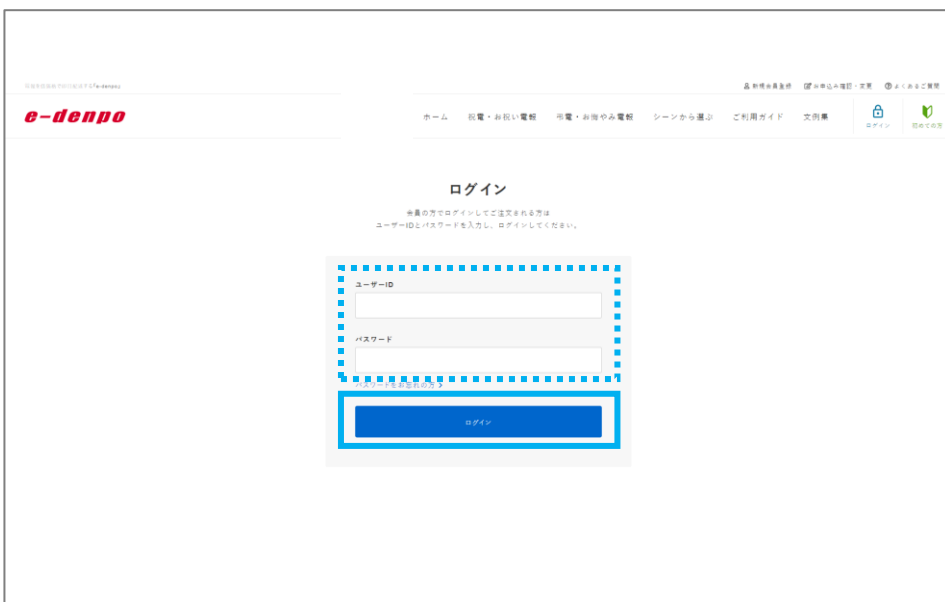 新規会員登録 お申込み確認・変更 よくあるご質問
e-denpo
ホーム 祝電・お祝い電報 弔電・お悔やみ電報 シーンから選ぶ ご利用ガイド 文例集 ログイン 初めての方
ログイン
会員の方でログインしてご注文される方は
ユーザーIDとパスワードを入力し、ログインしてください。
ユーザーID
パスワード
パスワードをお忘れの方
ログイン